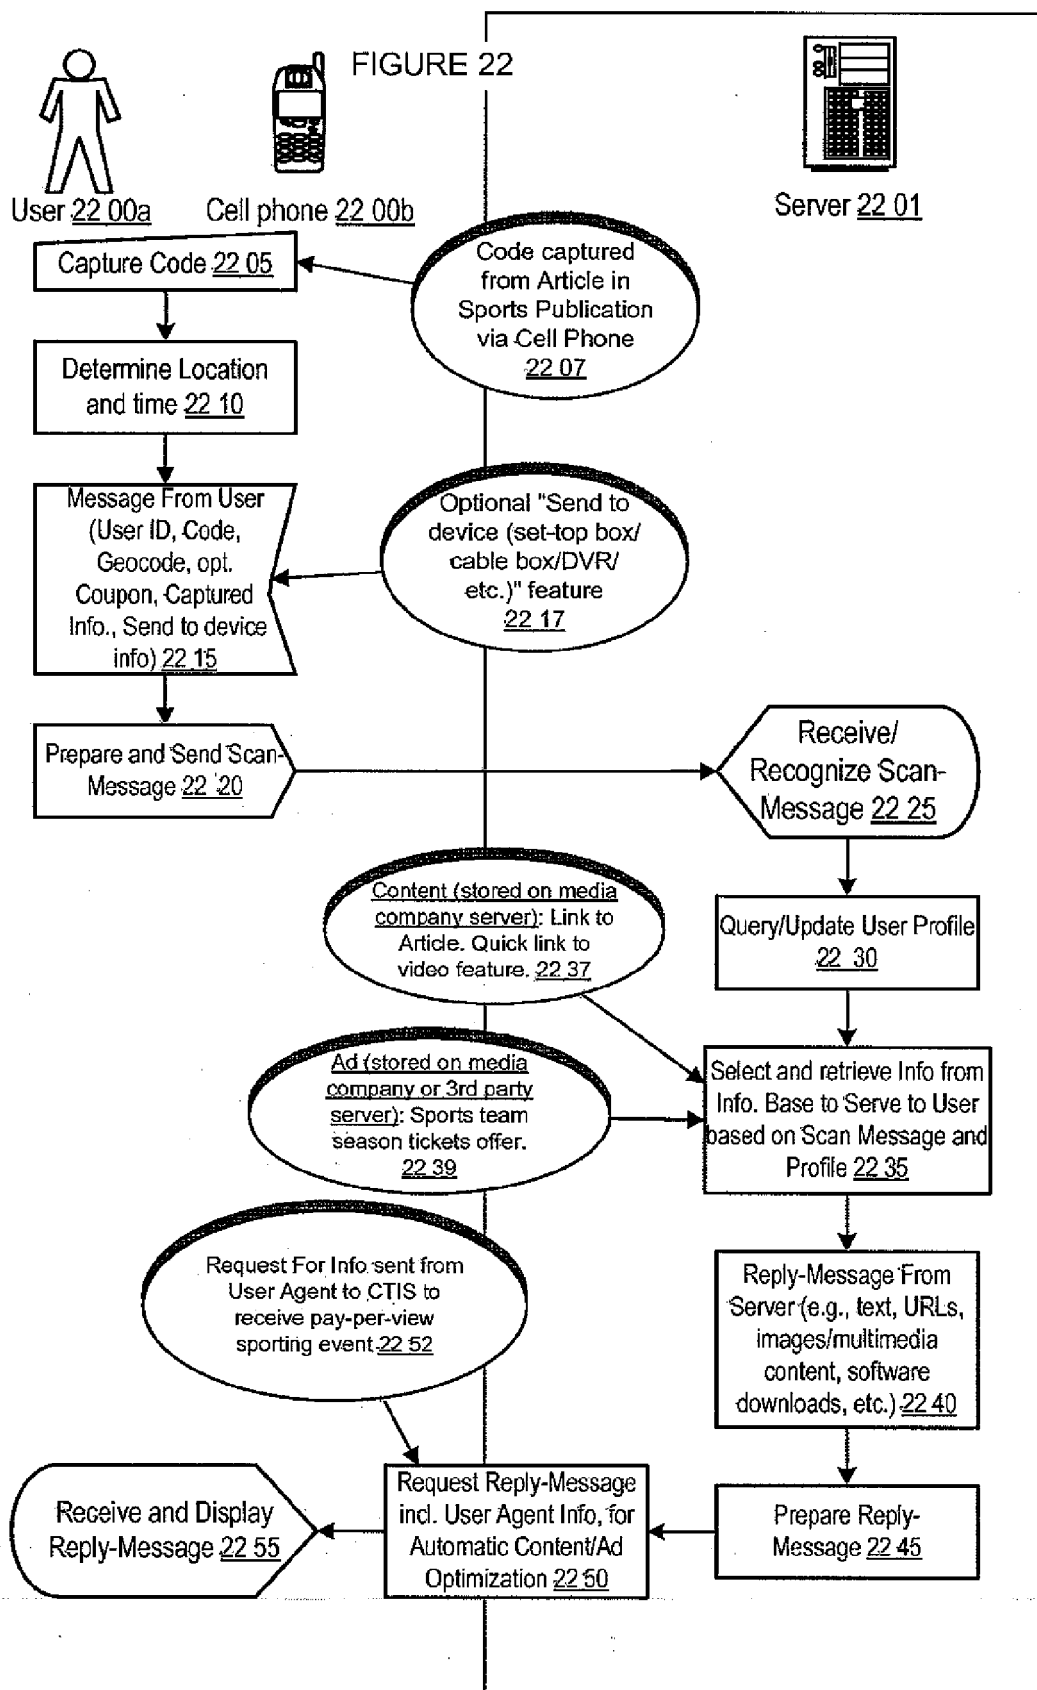 FIGURE 22
User 22 00a
Cell phone 22 00b
Server 22 01
Capture Code 22 05
Code captured
from Article in
Sports Publication
via Cell Phone
22 07
Determine Location
and time 22 10
Message From User
(User ID, Code,
Geocode, opt.
Coupon, Captured
Info., Send to device
info) 22 15
Optional "Send to
device (set-top box/
cable box/DVR/
etc.)" feature
22 17
Prepare and Send Scan-
Message 22 20
Receive/
Recognize Scan-
Message 22 25
Content (stored on media
company server): Link to
Article. Quick link to
video feature. 22 37
Query/Update User Profile
22 30
Ad (stored on media
company or 3rd party
server): Sports team
season tickets offer.
22 39
Select and retrieve Info from
Info. Base to Serve to User
based on Scan Message and
Profile 22 35
Request For Info sent from
User Agent to CTIS to
receive pay-per-view
sporting event 22 52
Reply-Message From
Server (e.g., text, URLs,
images/multimedia
content, software
downloads, etc.) 22 40
Receive and Display
Reply-Message 22 55
Request Reply-Message
incl. User Agent Info, for
Automatic Content/Ad
Optimization 22 50
Prepare Reply-
Message 22 45